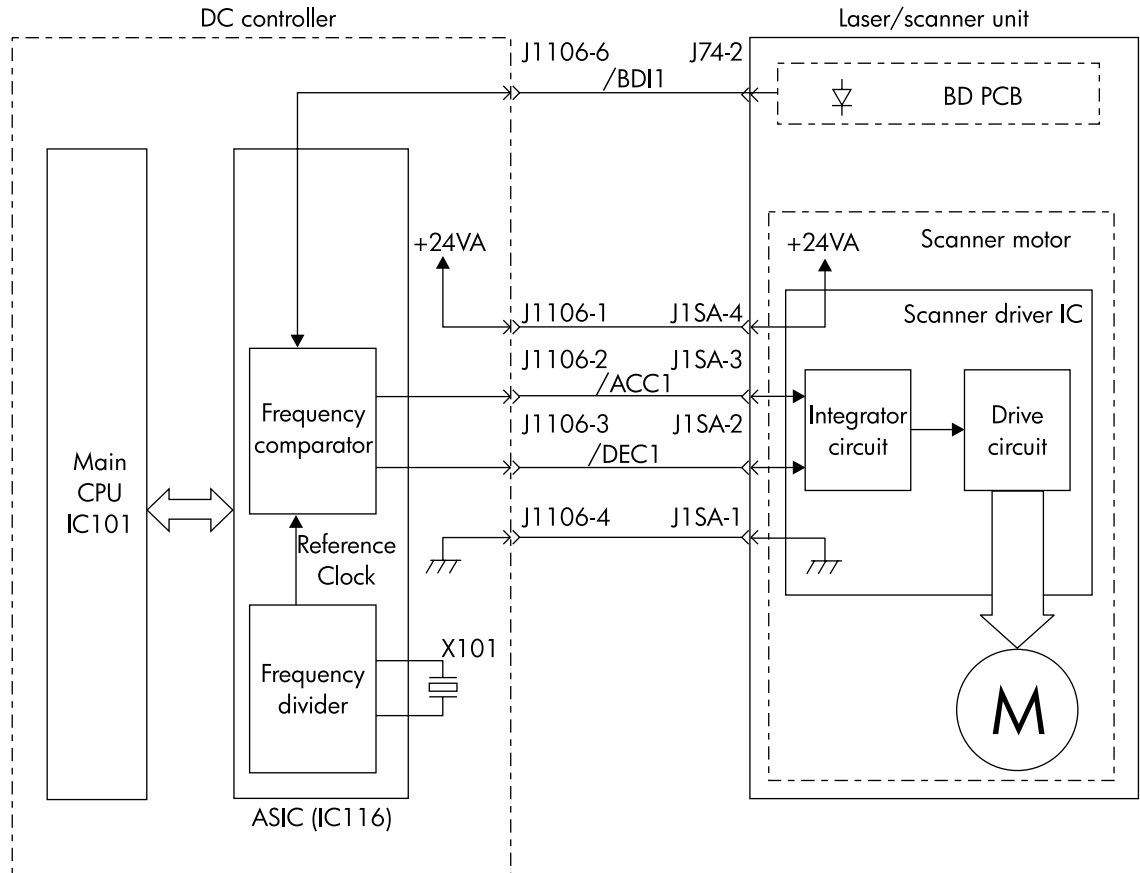 DC controller
Laser/scanner unit
J1106-6
J74-2
/BDI1
BD PCB
+24VA
+24VA
Scanner motor
J1106-1
J1SA-4
Scanner driver IC
J1106-2
J1SA-3
/ACC1
Frequency
comparator
J1106-3
J1SA-2
/DEC1
Integrator
circuit
Drive
circuit
Main
CPU
IC101
J1106-4
J1SA-1
Reference
Clock
X101
Frequency
divider
M
ASIC (IC116)